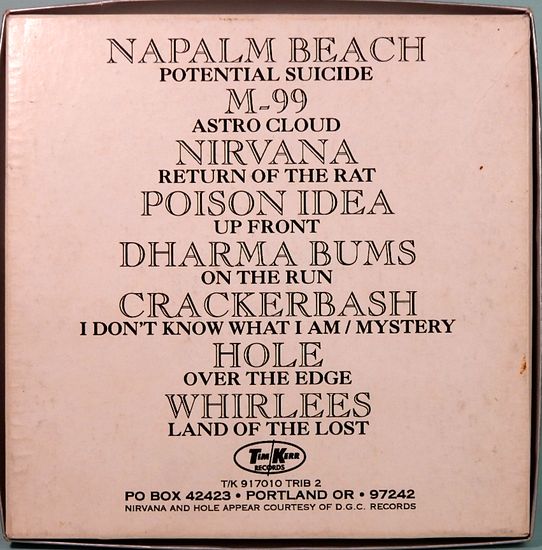 NAPALM BEACH
POTENTIAL SUICIDE
M-99
ASTRO CLOUD
NIRVANA
RETURN OF THE RAT
POISON IDEA
UP FRONT
DHARMA BUMS
ON THE RUN
CRACKERBASH
I DON'T KNOW WHAT I AM / MYSTERY
HOLE
OVER THE EDGE
WHIRLEES
LAND OF THE LOST
TIM/KERR
RECORDS
T/K 917010 TRIB 2
PO BOX 42423 • PORTLAND OR • 97242
NIRVANA AND HOLE APPEAR COURTESY OF D.G.C. RECORDS